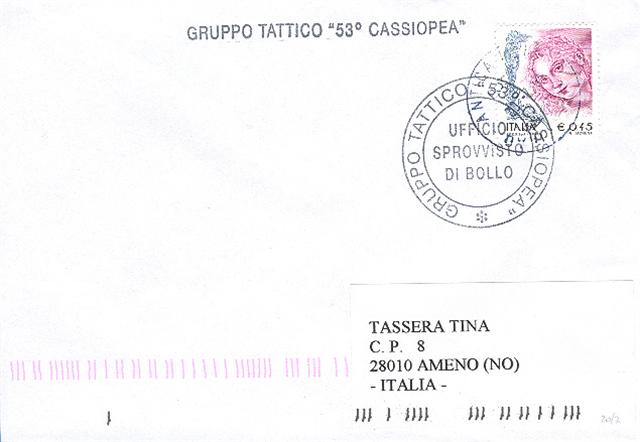 GRUPPO TATTICO "53° CASSIOPEA"
ITALIA € 0,45
GRUPPO TATTICO "53° CASSIOPEA"
UFFICIO
SPROVVISTO
DI BOLLO
*
TASSERA TINA
C. P. 8
28010 AMENO (NO)
- ITALIA -